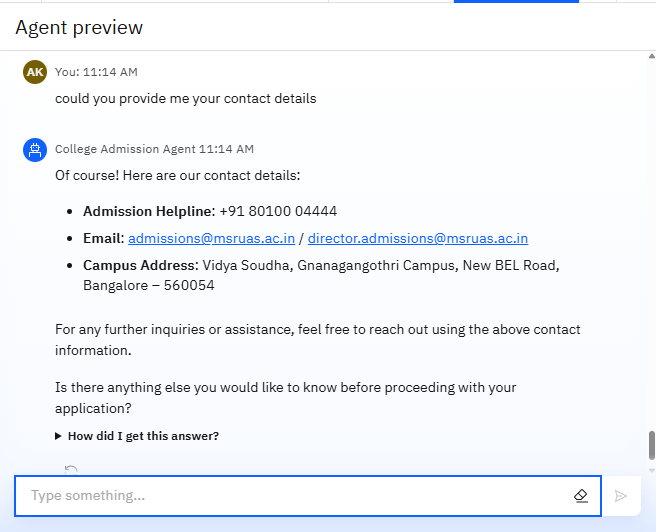 Agent preview
AK You: 11:14 AM
could you provide me your contact details
College Admission Agent 11:14 AM
Of course! Here are our contact details:
• Admission Helpline: +91 80100 04444
• Email: admissions@msruas.ac.in / director.admissions@msruas.ac.in
• Campus Address: Vidya Soudha, Gnanagangothri Campus, New BEL Road,
Bangalore – 560054
For any further inquiries or assistance, feel free to reach out using the above contact
information.
Is there anything else you would like to know before proceeding with your
application?
How did I get this answer?
Type something...